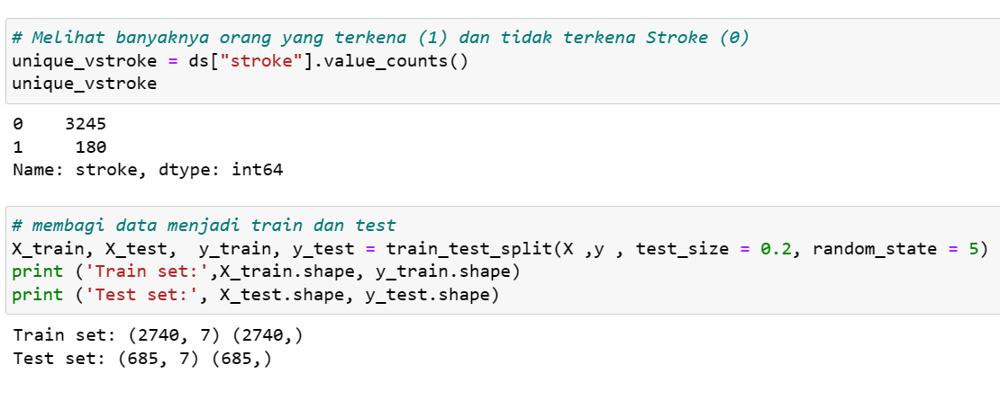 # Melihat banyaknya orang yang terkena (1) dan tidak terkena Stroke (0)
unique_vstroke = ds["stroke"].value_counts()
unique_vstroke
0    3245
1     180
Name: stroke, dtype: int64
# membagi data menjadi train dan test
X_train, X_test,  y_train, y_test = train_test_split(X ,y , test_size = 0.2, random_state = 5)
print ('Train set:',X_train.shape, y_train.shape)
print ('Test set:', X_test.shape, y_test.shape)
Train set: (2740, 7) (2740,)
Test set: (685, 7) (685,)